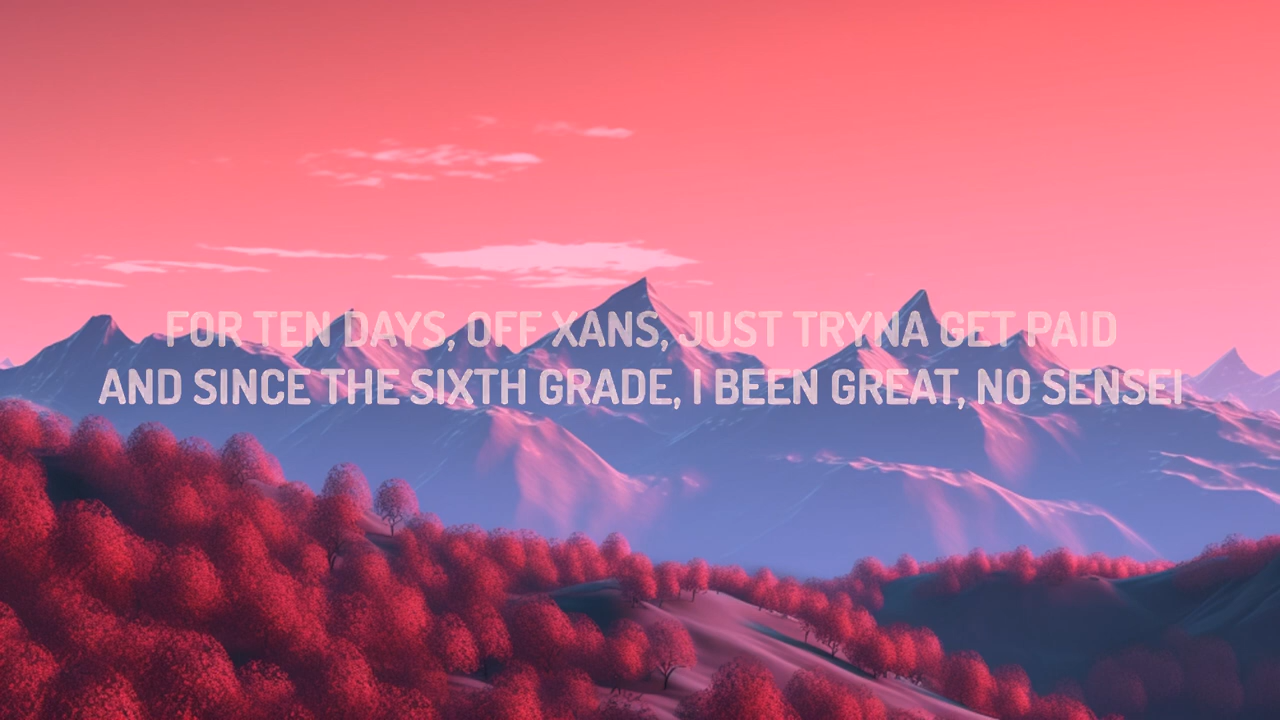 FOR TEN DAYS, OFF XANS, JUST TRYNA GET PAID
AND SINCE THE SIXTH GRADE, I BEEN GREAT, NO SENSEI